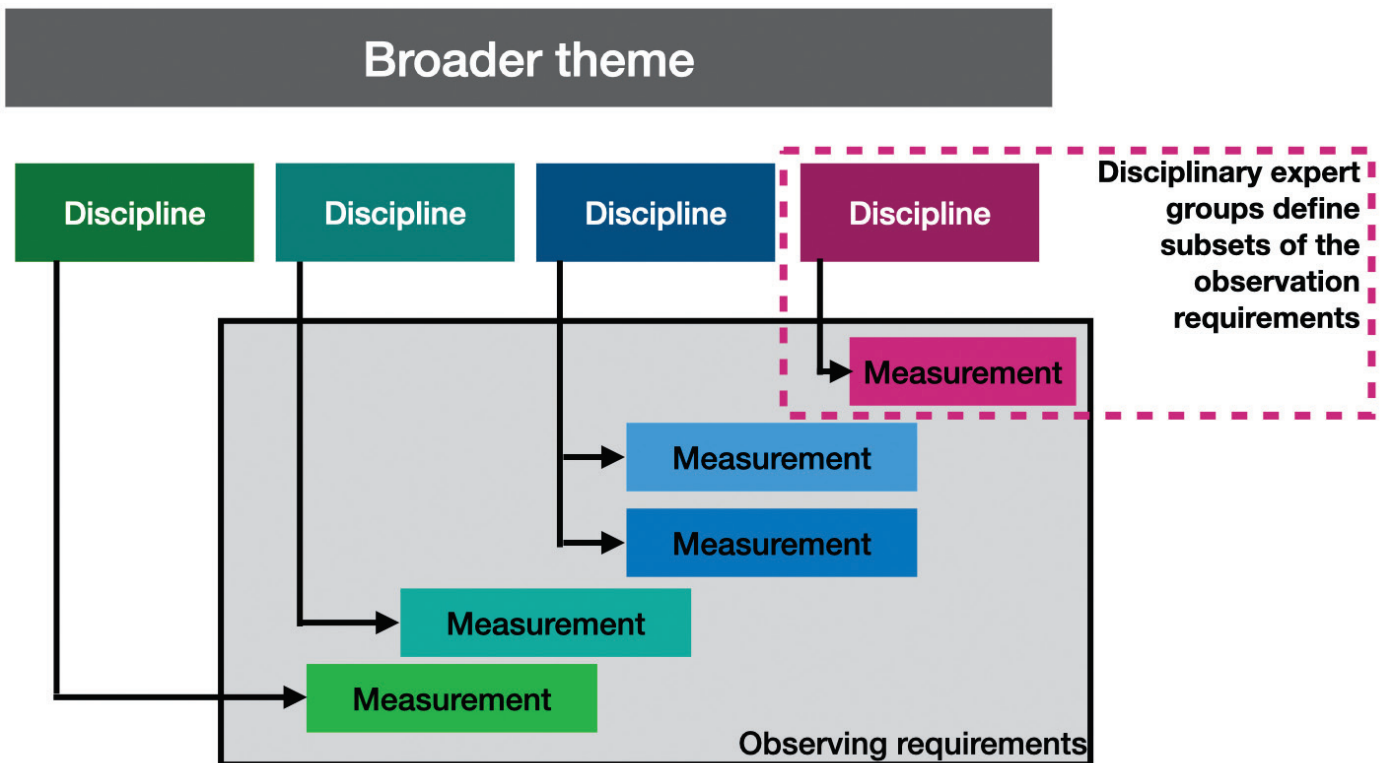 Broader theme
Discipline
Discipline
Discipline
Discipline
Disciplinary expert
groups define
subsets of the
observation
requirements
Measurement
Measurement
Measurement
Measurement
Measurement
Observing requirements